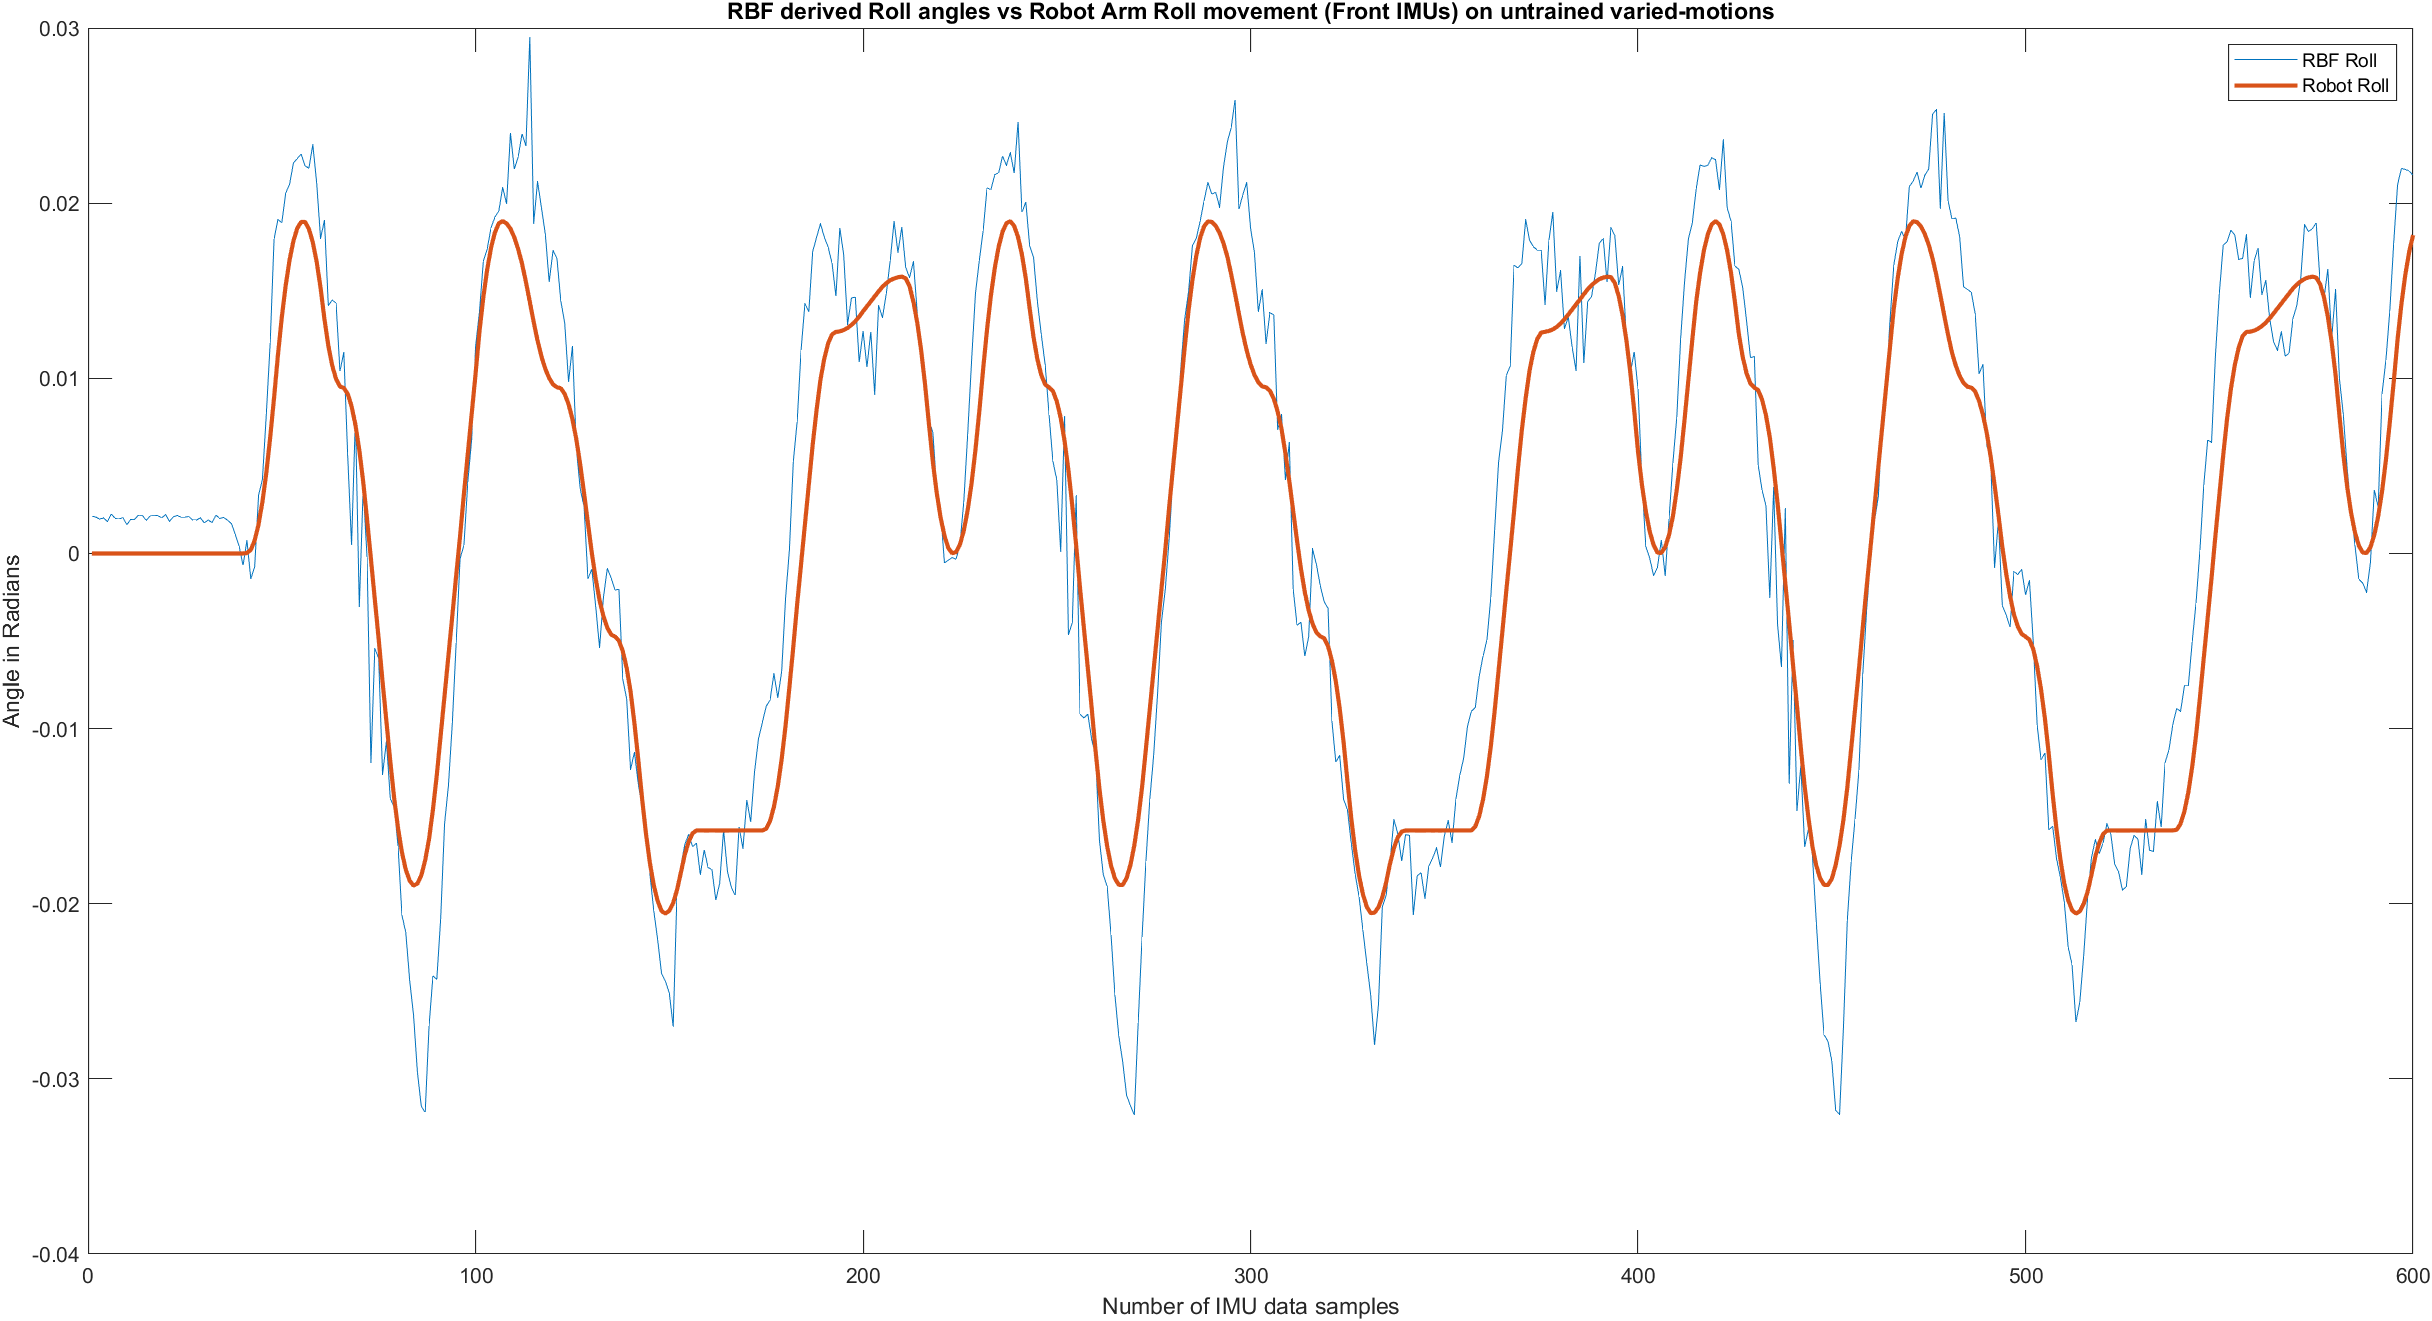 RBF derived Roll angles vs Robot Arm Roll movement (Front IMUs) on untrained varied-motions
RBF Roll
Robot Roll
0.03
0.02
0.01
0
-0.01
-0.02
-0.03
-0.04
Angle in Radians
0 100 200 300 400 500 600
Number of IMU data samples